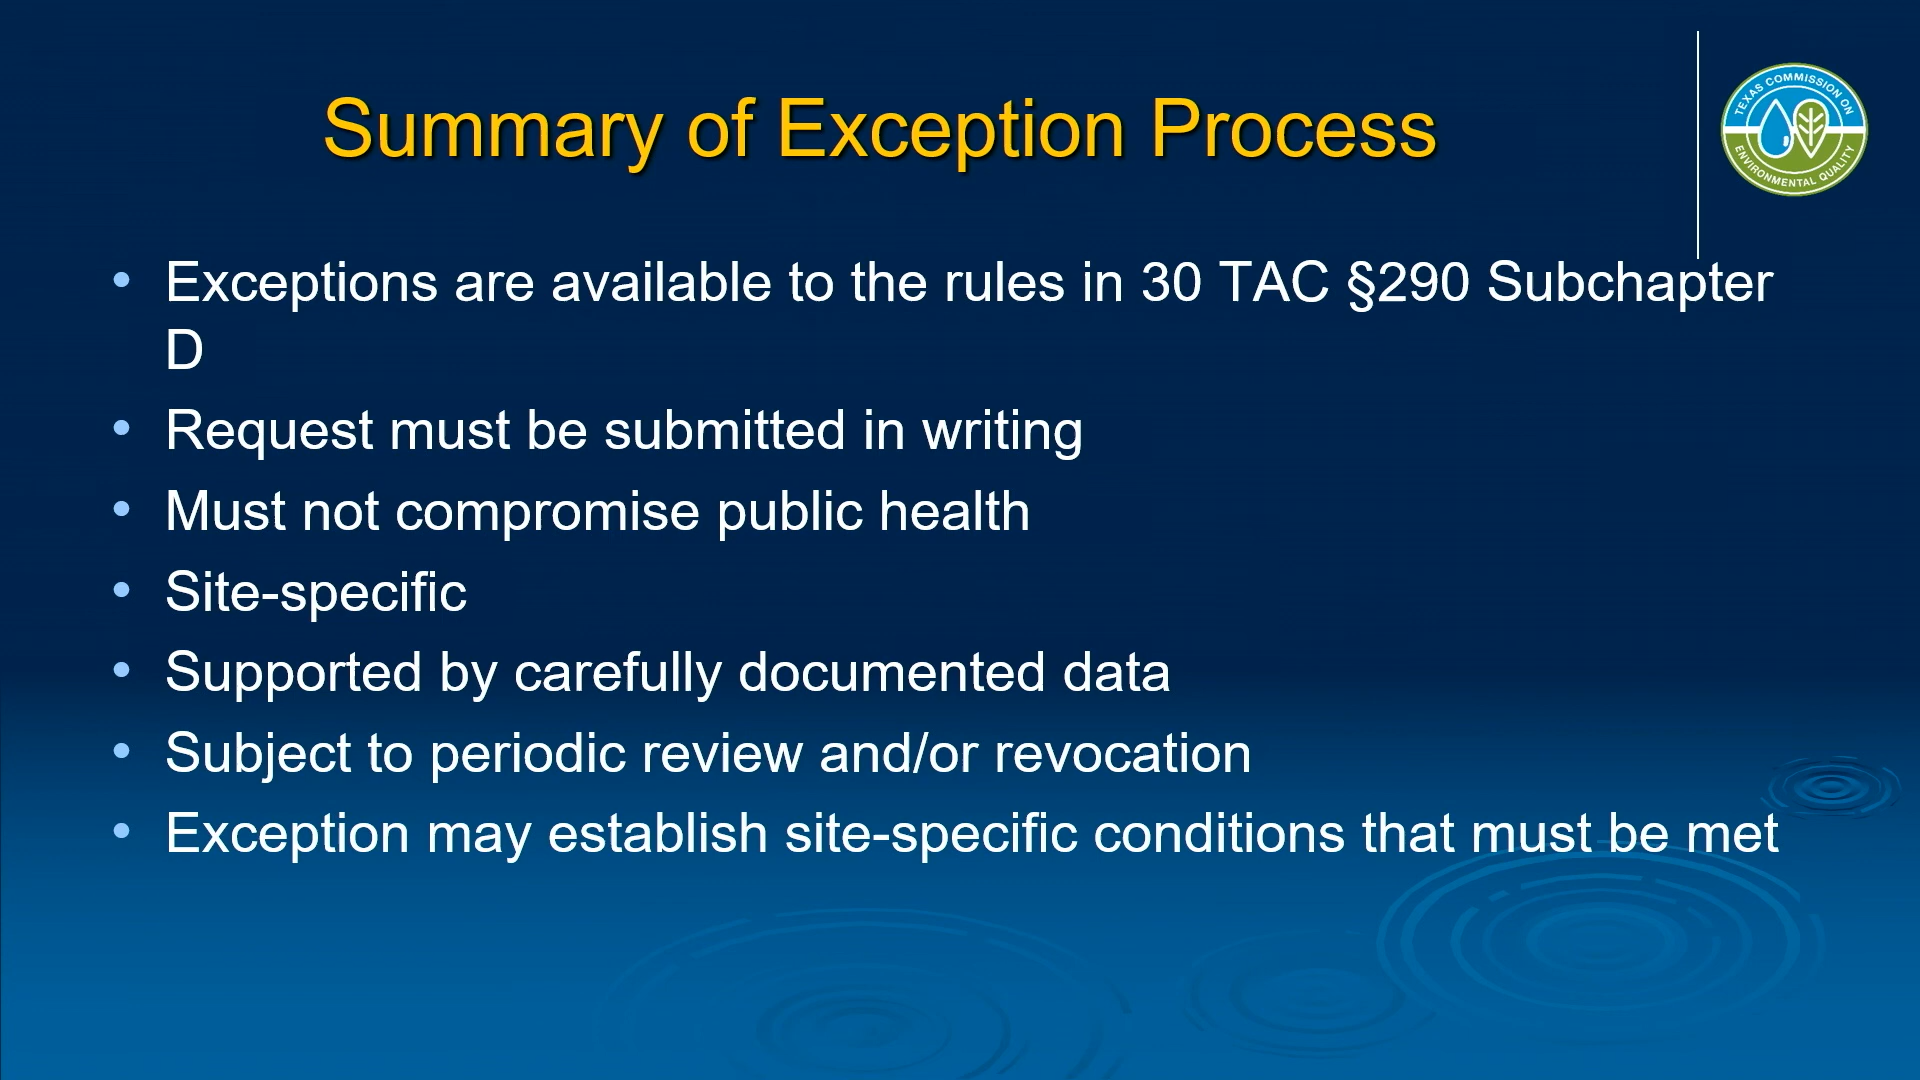 Summary of Exception Process
TEXAS COMMISSION ON
ENVIRONMENTAL QUALITY
• Exceptions are available to the rules in 30 TAC §290 Subchapter
D
• Request must be submitted in writing
• Must not compromise public health
• Site-specific
• Supported by carefully documented data
• Subject to periodic review and/or revocation
• Exception may establish site-specific conditions that must be met